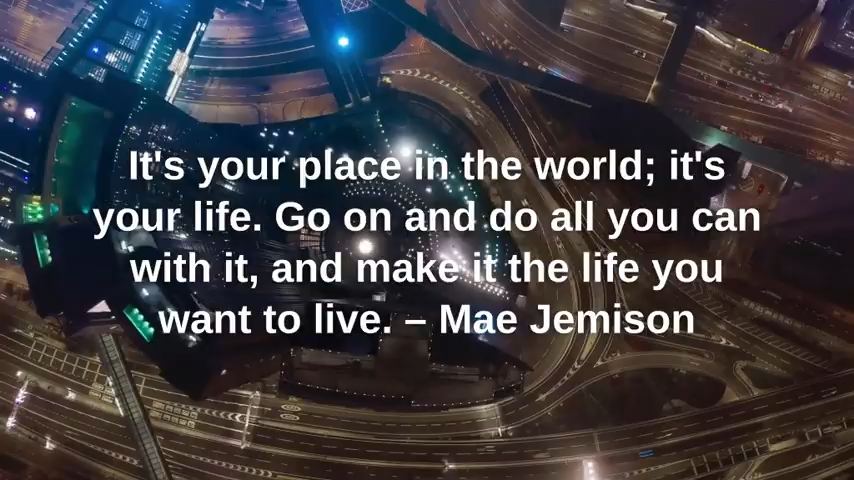 It's your place in the world; it's
your life. Go on and do all you can
with it, and make it the life you
want to live. – Mae Jemison